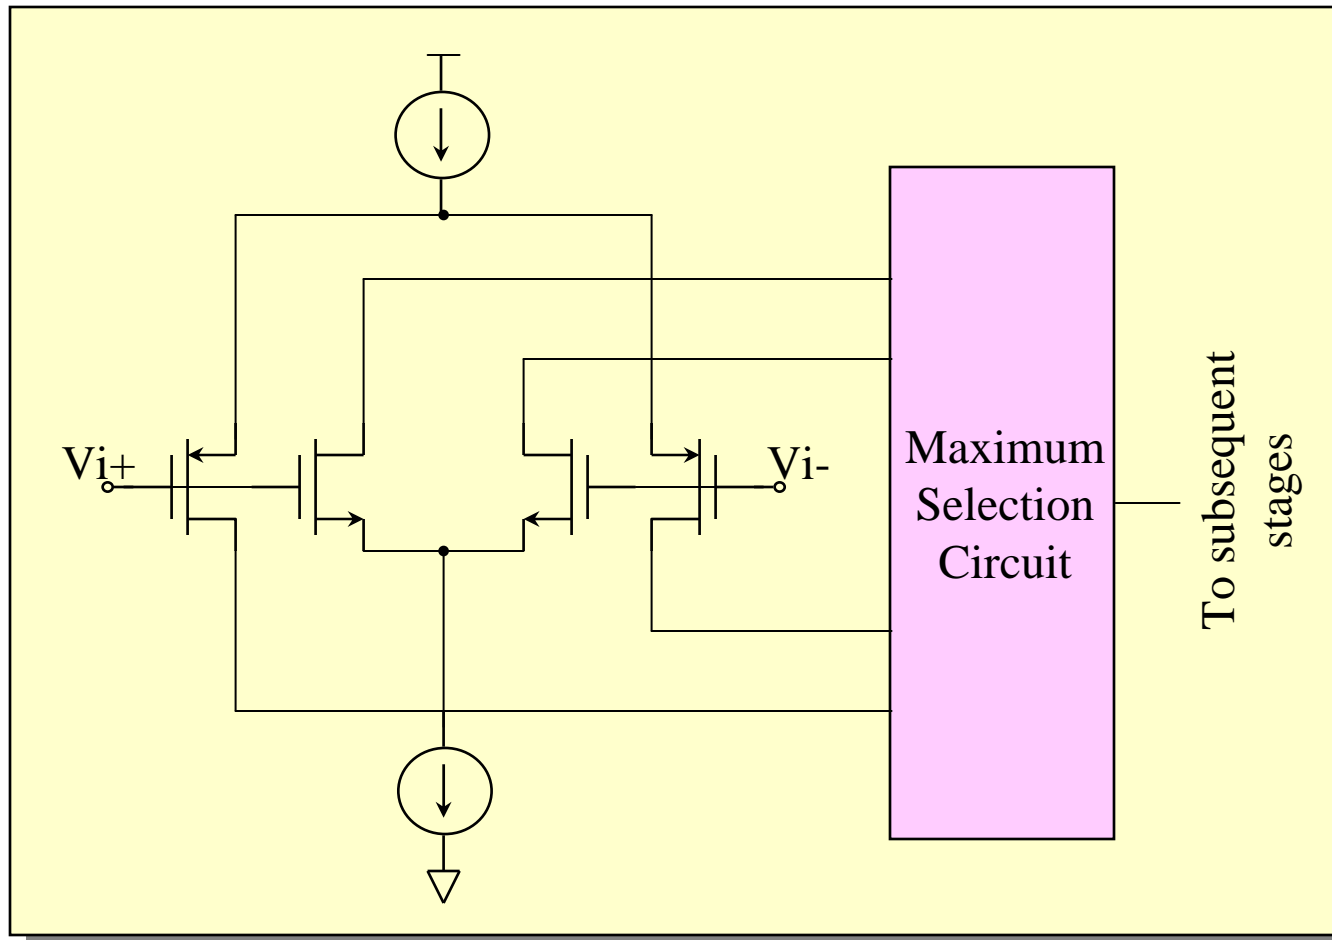 Vi+
Vi-
Maximum
Selection
Circuit
To subsequent
stages